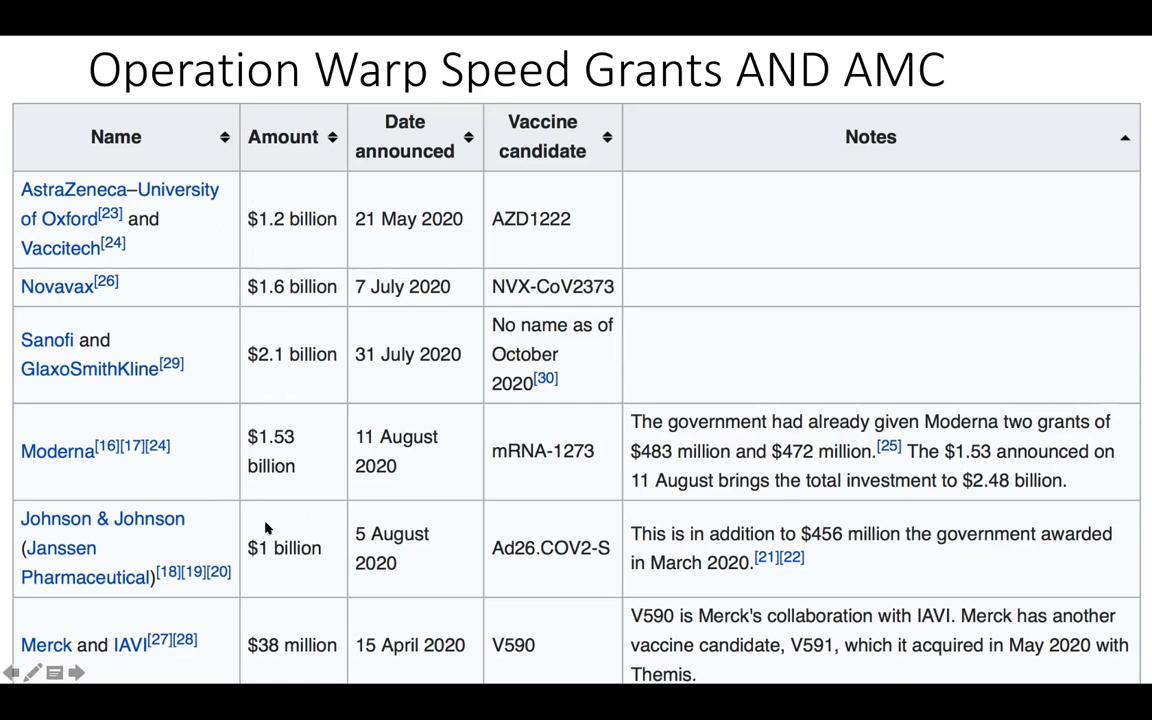 Operation Warp Speed Grants AND AMC
Name Amount Date announced Vaccine candidate Notes
AstraZeneca–University
of Oxford[23] and
Vaccitech[24]
$1.2 billion
21 May 2020
AZD1222
Novavax[26]
$1.6 billion
7 July 2020
NVX-CoV2373
Sanofi and
GlaxoSmithKline[29]
$2.1 billion
31 July 2020
No name as of
October
2020[30]
Moderna[16][17][24]
$1.53
billion
11 August
2020
mRNA-1273
The government had already given Moderna two grants of
$483 million and $472 million.[25] The $1.53 announced on
11 August brings the total investment to $2.48 billion.
Johnson & Johnson
(Janssen
Pharmaceutical)[18][19][20]
$1 billion
5 August
2020
Ad26.COV2-S
This is in addition to $456 million the government awarded
in March 2020.[21][22]
Merck and IAVI[27][28]
$38 million
15 April 2020
V590
V590 is Merck's collaboration with IAVI. Merck has another
vaccine candidate, V591, which it acquired in May 2020 with
Themis.